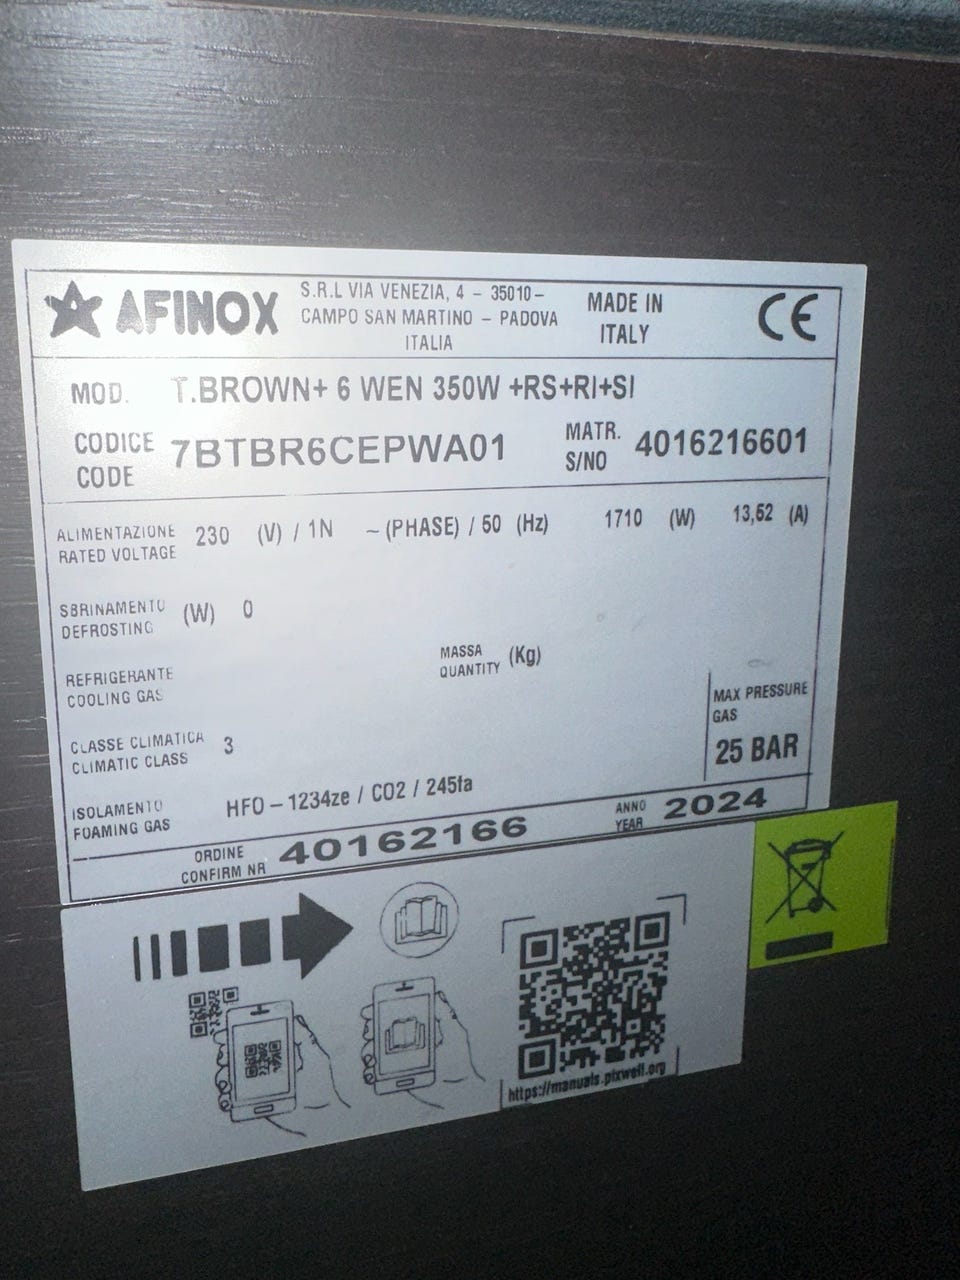 AFINOX
S.R.L VIA VENEZIA, 4 – 35010–
CAMPO SAN MARTINO – PADOVA
ITALIA
MADE IN
ITALY
CE
MOD. T.BROWN+ 6 WEN 350W +RS+RI+SI
CODICE
CODE
7BTBR6CEPWA01
MATR.
S/NO
4016216601
ALIMENTAZIONE
RATED VOLTAGE
230 (V) / 1N ~ (PHASE) / 50 (Hz) 1710 (W) 13,52 (A)
SBRINAMENTO
DEFROSTING
(W) 0
REFRIGERANTE
COOLING GAS
MASSA
QUANTITY
(Kg)
CLASSE CLIMATICA
CLIMATIC CLASS
3
MAX PRESSURE
GAS
25 BAR
ISOLAMENTO
FOAMING GAS
HFO – 1234ze / CO2 / 245fa
ORDINE
CONFIRM NR
40162166
ANNO
YEAR
2024
https://manuals.pixwell.org